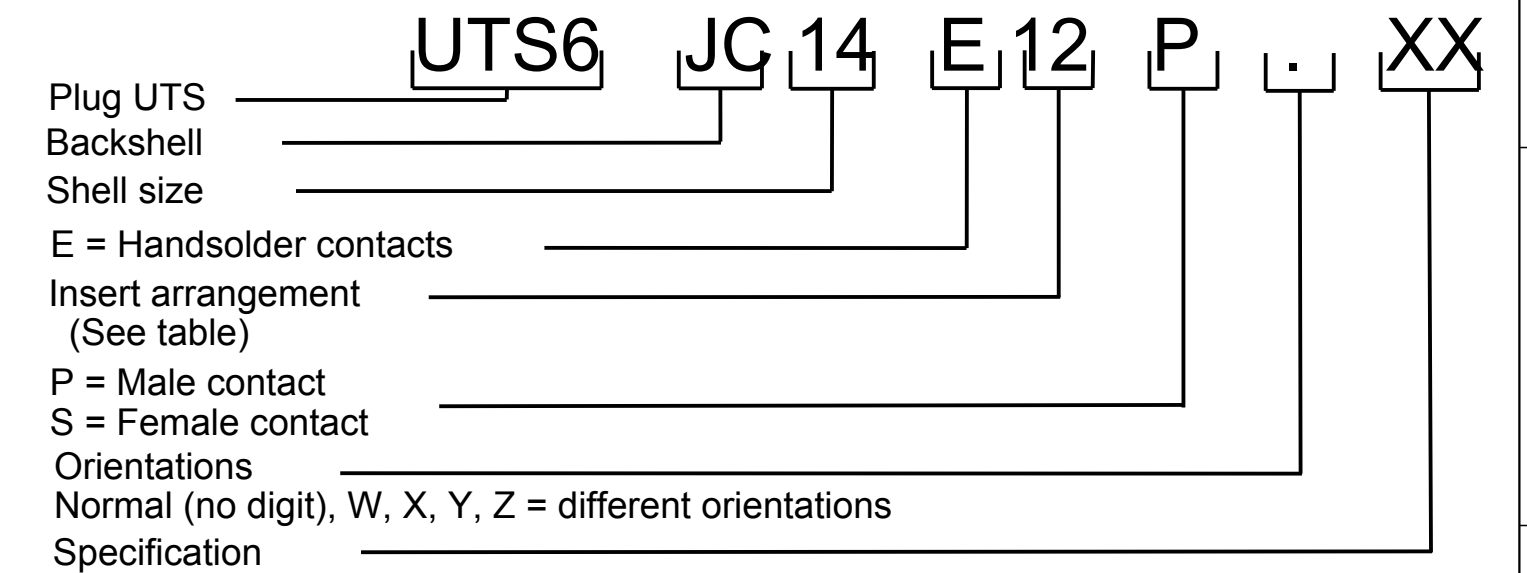 UTS6 JC 14 E 12 P . XX
Plug UTS
Backshell
Shell size
E = Handsolder contacts
Insert arrangement
(See table)
P = Male contact
S = Female contact
Orientations
Normal (no digit), W, X, Y, Z = different orientations
Specification